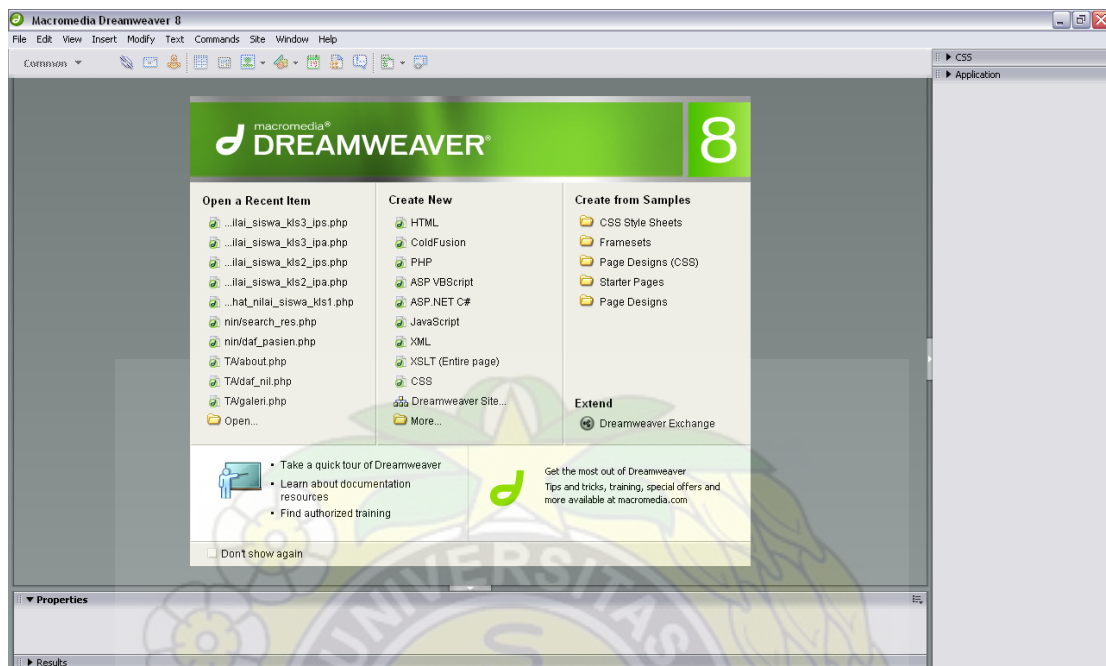 Macromedia Dreamweaver 8
File Edit View Insert Modify Text Commands Site Window Help
Common
CSS
Application
macromedia®
DREAMWEAVER®
8
Open a Recent Item
...ilai_siswa_kls3_ips.php
...ilai_siswa_kls3_ipa.php
...ilai_siswa_kls2_ips.php
...ilai_siswa_kls2_ipa.php
...hat_nilai_siswa_kls1.php
nin/search_res.php
nin/daf_pasien.php
TA/about.php
TA/daf_nil.php
TA/galeri.php
Open...
Create New
HTML
ColdFusion
PHP
ASP VBScript
ASP.NET C#
JavaScript
XML
XSLT (Entire page)
CSS
Dreamweaver Site...
More...
Create from Samples
CSS Style Sheets
Framesets
Page Designs (CSS)
Starter Pages
Page Designs
Extend
Dreamweaver Exchange
Take a quick tour of Dreamweaver
Learn about documentation
resources
Find authorized training
Get the most out of Dreamweaver
Tips and tricks, training, special offers and
more available at macromedia.com
Don't show again
Properties
Results
UNIVERSITAS
S